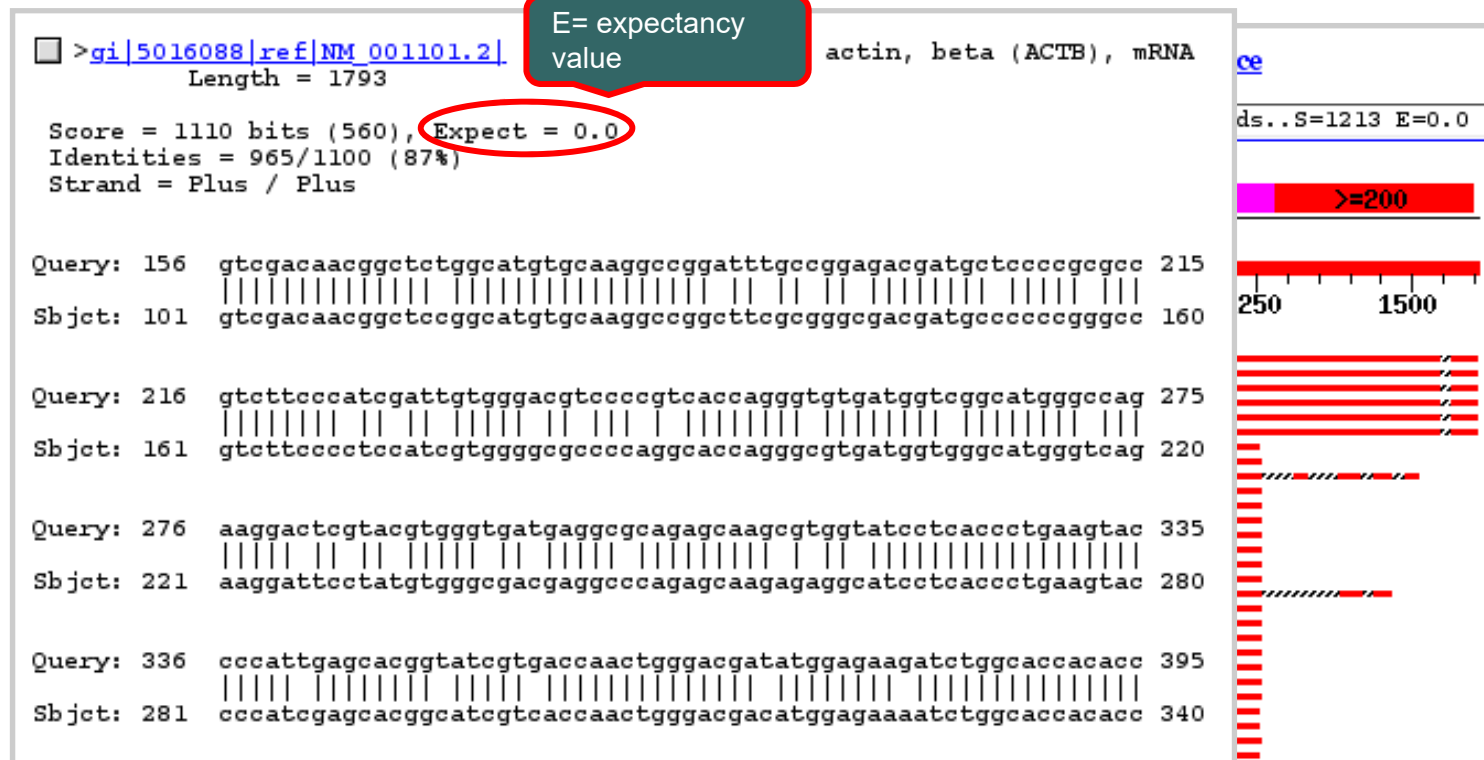 E= expectancy
value
>gi|5016088|ref|NM_001101.2| actin, beta (ACTB), mRNA
Length = 1793
Score = 1110 bits (560), Expect = 0.0
Identities = 965/1100 (87%)
Strand = Plus / Plus
Query: 156 gtcgacaacggctctggcatgtgcaaggccggatttgccggagacgatgctccccgcgcc 215
Sbjct: 101 gtcgacaacggctccggcatgtgcaaggccggcttcgcgggcgacgatgccccccgggcc 160
Query: 216 gtcttcccatcgattgtgggacgtccccgtcaccagggtgtgatggtcggcatgggccag 275
Sbjct: 161 gtcttcccctccatcgtggggcgccccaggcaccagggcgtgatggtgggcatgggtcag 220
Query: 276 aaggactcgtacgtgggtgatgaggcgcagagcaagcgtggtatcctcaccctgaagtac 335
Sbjct: 221 aaggattcctatgtgggcgacgaggcccagagcaagagaggcatcctcaccctgaagtac 280
Query: 336 cccattgagcacggtatcgtgaccaactgggacgatatggagaagatctggcaccacacc 395
Sbjct: 281 cccatcgagcacggcatcgtcaccaactgggacgacatggagaaaatctggcaccacacc 340
ce
ds..S=1213 E=0.0
>=200
250 1500